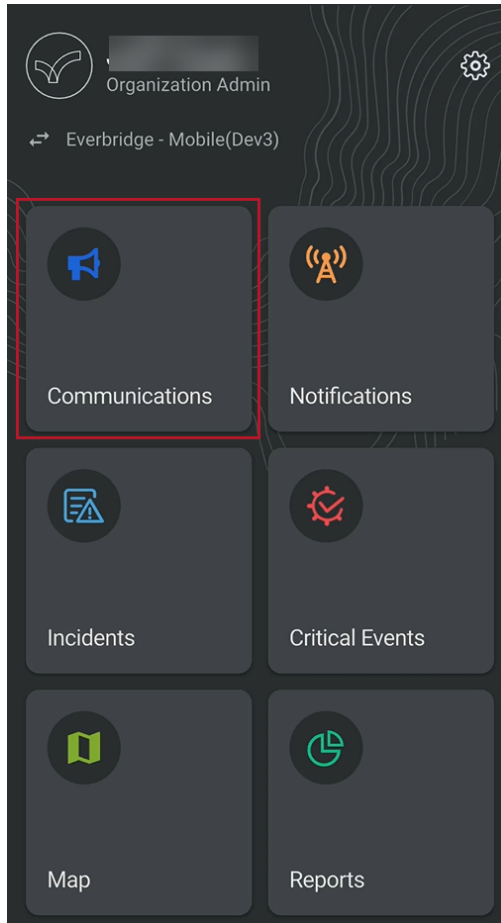 Organization Admin
Everbridge - Mobile(Dev3)
Communications
Notifications
Incidents
Critical Events
Map
Reports